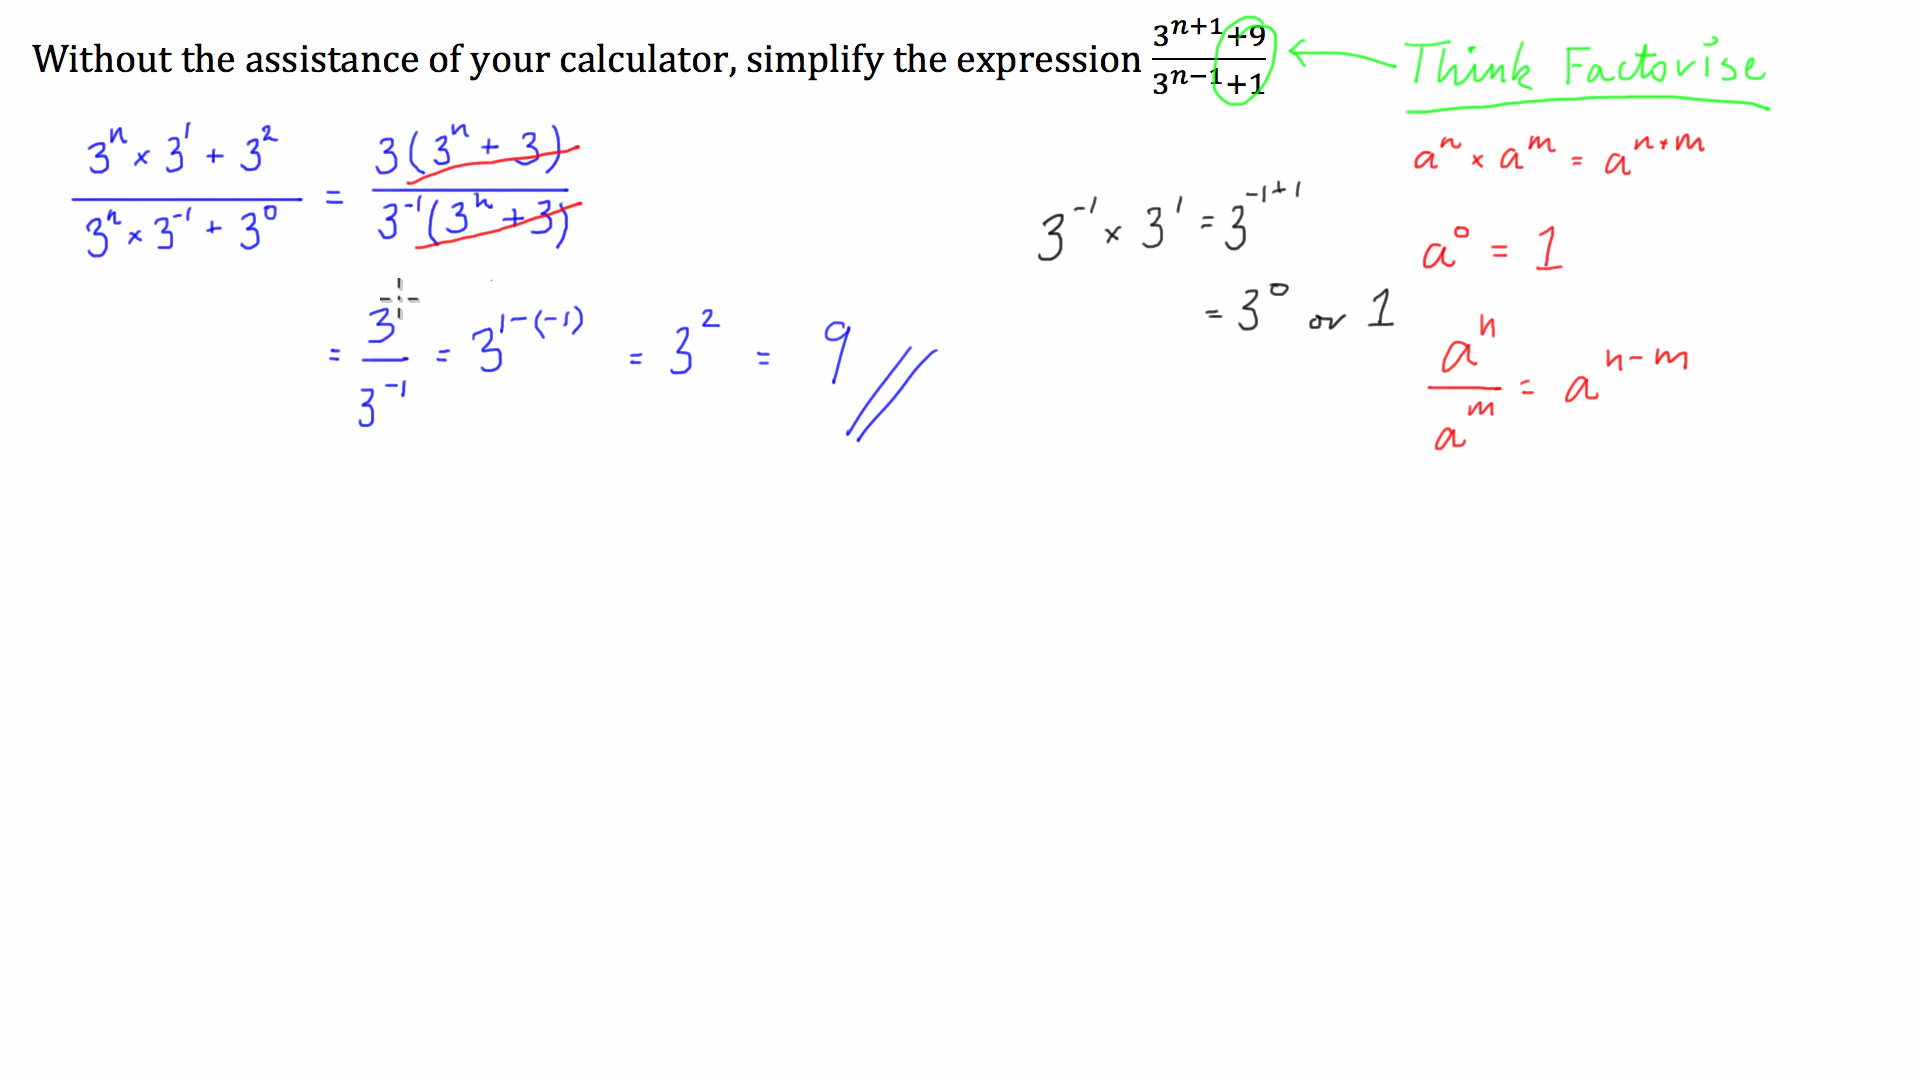 Without the assistance of your calculator, simplify the expression (3^(n+1) + 9)/(3^(n−1) + 1) ← Think Factorise
(3^n × 3^1 + 3^2)/(3^n × 3^-1 + 3^0) = 3(3^n + 3)/3^-1(3^n + 3)
= 3/3^-1 = 3^(1-(-1)) = 3^2 = 9
3^-1 × 3^1 = 3^(-1+1)
= 3^0 or 1
a^n × a^m = a^(n+m)
a^0 = 1
a^n/a^m = a^(n-m)